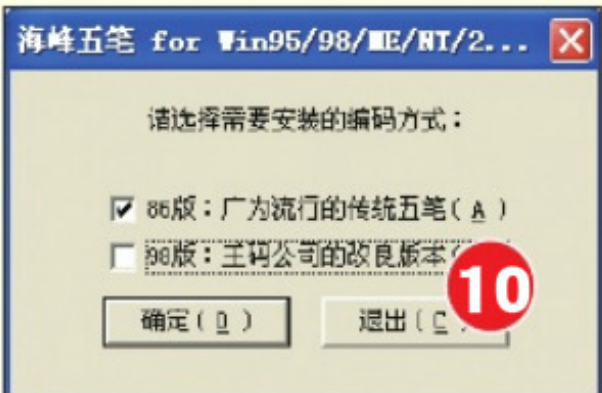 海峰五笔 for Win95/98/ME/NT/2...
请选择需要安装的编码方式：
86版：广为流行的传统五笔(A)
98版：王码公司的改良版本(
10
确定(O) 退出(C